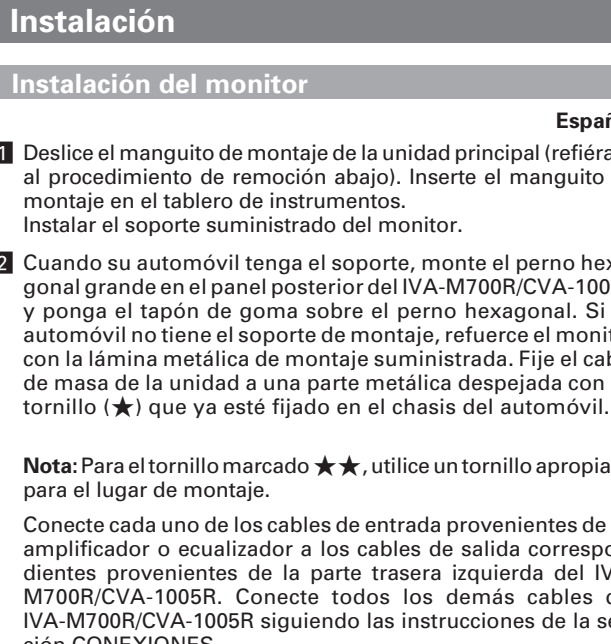 Instalación
Instalación del monitor
Españ
1 Deslice el manguito de montaje de la unidad principal (refiéra
al procedimiento de remoción abajo). Inserte el manguito
montaje en el tablero de instrumentos.
Instalar el soporte suministrado del monitor.
2 Cuando su automóvil tenga el soporte, monte el perno hex
gonal grande en el panel posterior del IVA-M700R/CVA-100
y ponga el tapón de goma sobre el perno hexagonal. Si
automóvil no tiene el soporte de montaje, refuerce el monit
con la lámina metálica de montaje suministrada. Fije el cab
de masa de la unidad a una parte metálica despejada con
tornillo (★) que ya esté fijado en el chasis del automóvil.
Nota: Para el tornillo marcado ★★, utilice un tornillo apropia
para el lugar de montaje.
Conecte cada uno de los cables de entrada provenientes de
amplificador o ecualizador a los cables de salida correspo
dientes provenientes de la parte trasera izquierda del IV
M700R/CVA-1005R. Conecte todos los demás cables d
IVA-M700R/CVA-1005R siguiendo las instrucciones de la se
ción CONEXIONES